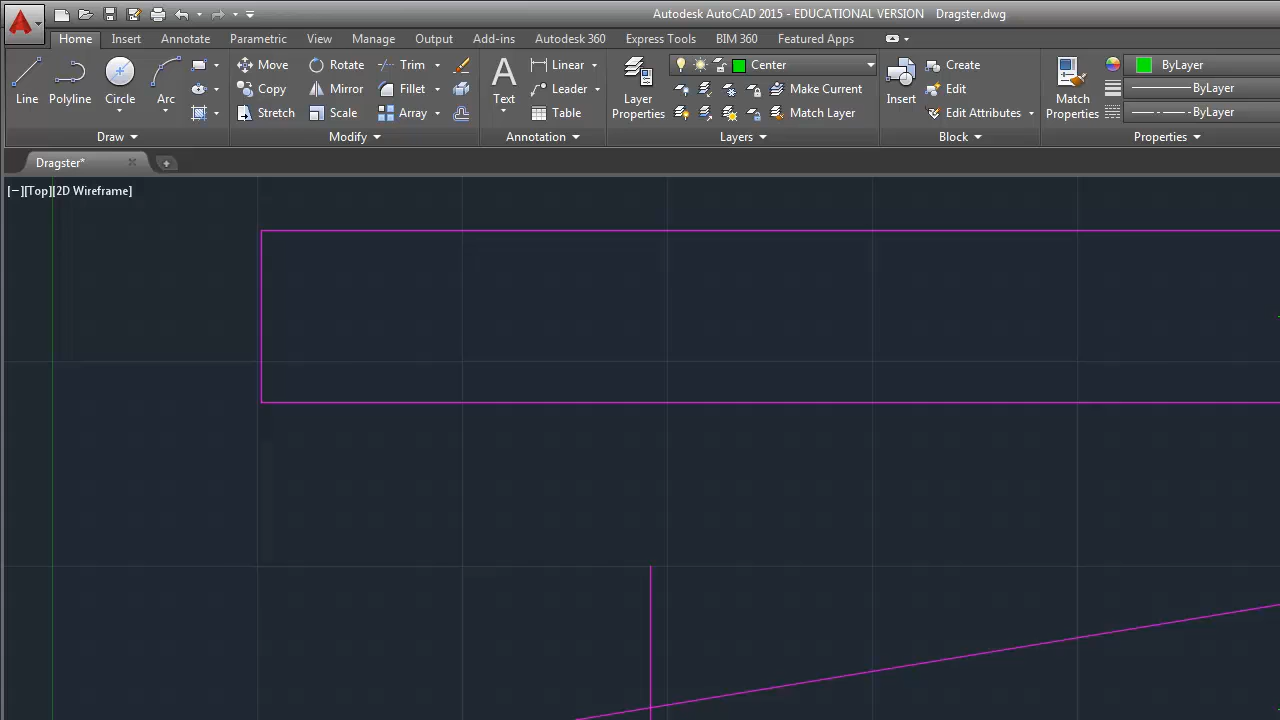 Autodesk AutoCAD 2015 - EDUCATIONAL VERSION Dragster.dwg
Home Insert Annotate Parametric View Manage Output Add-ins Autodesk 360 Express Tools BIM 360 Featured Apps
Line Polyline Circle Arc
Move Rotate Trim
Copy Mirror Fillet
Stretch Scale Array
Text
Linear
Leader
Table
Layer Properties
Center
Make Current
Match Layer
Insert
Create
Edit
Edit Attributes
Match Properties
ByLayer
ByLayer
ByLayer
Draw Modify Annotation Layers Block Properties
Dragster*
[−][Top][2D Wireframe]